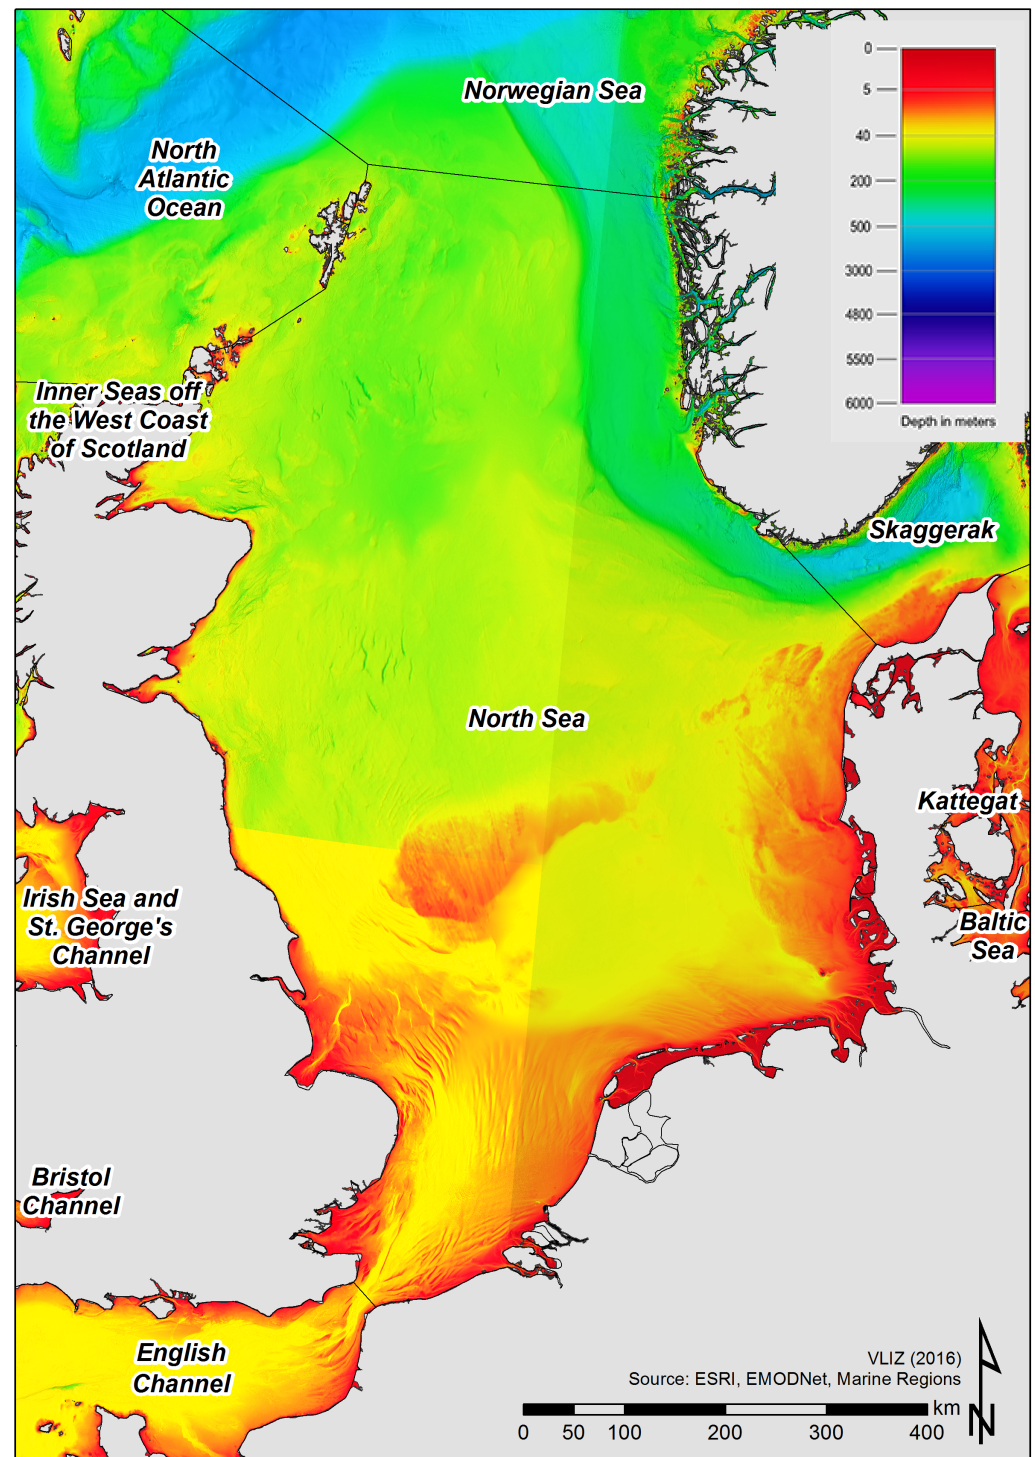 Norwegian Sea
North
Atlantic
Ocean
0
5
40
200
500
3000
4800
5500
6000
Depth in meters
Inner Seas off
the West Coast
of Scotland
Skaggerak
North Sea
Kattegat
Irish Sea and
St. George's
Channel
Baltic
Sea
Bristol
Channel
English
Channel
VLIZ (2016)
Source: ESRI, EMODNet, Marine Regions
km
0 50 100 200 300 400
N